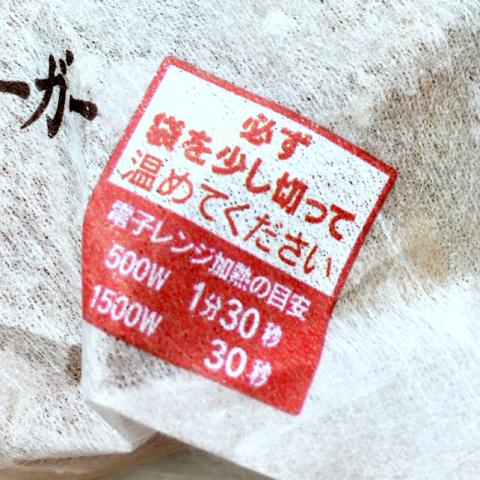 ーガー
必ず
袋を少し切って
温めてください
電子レンジ加熱の目安
500W 1分30秒
1500W 30秒